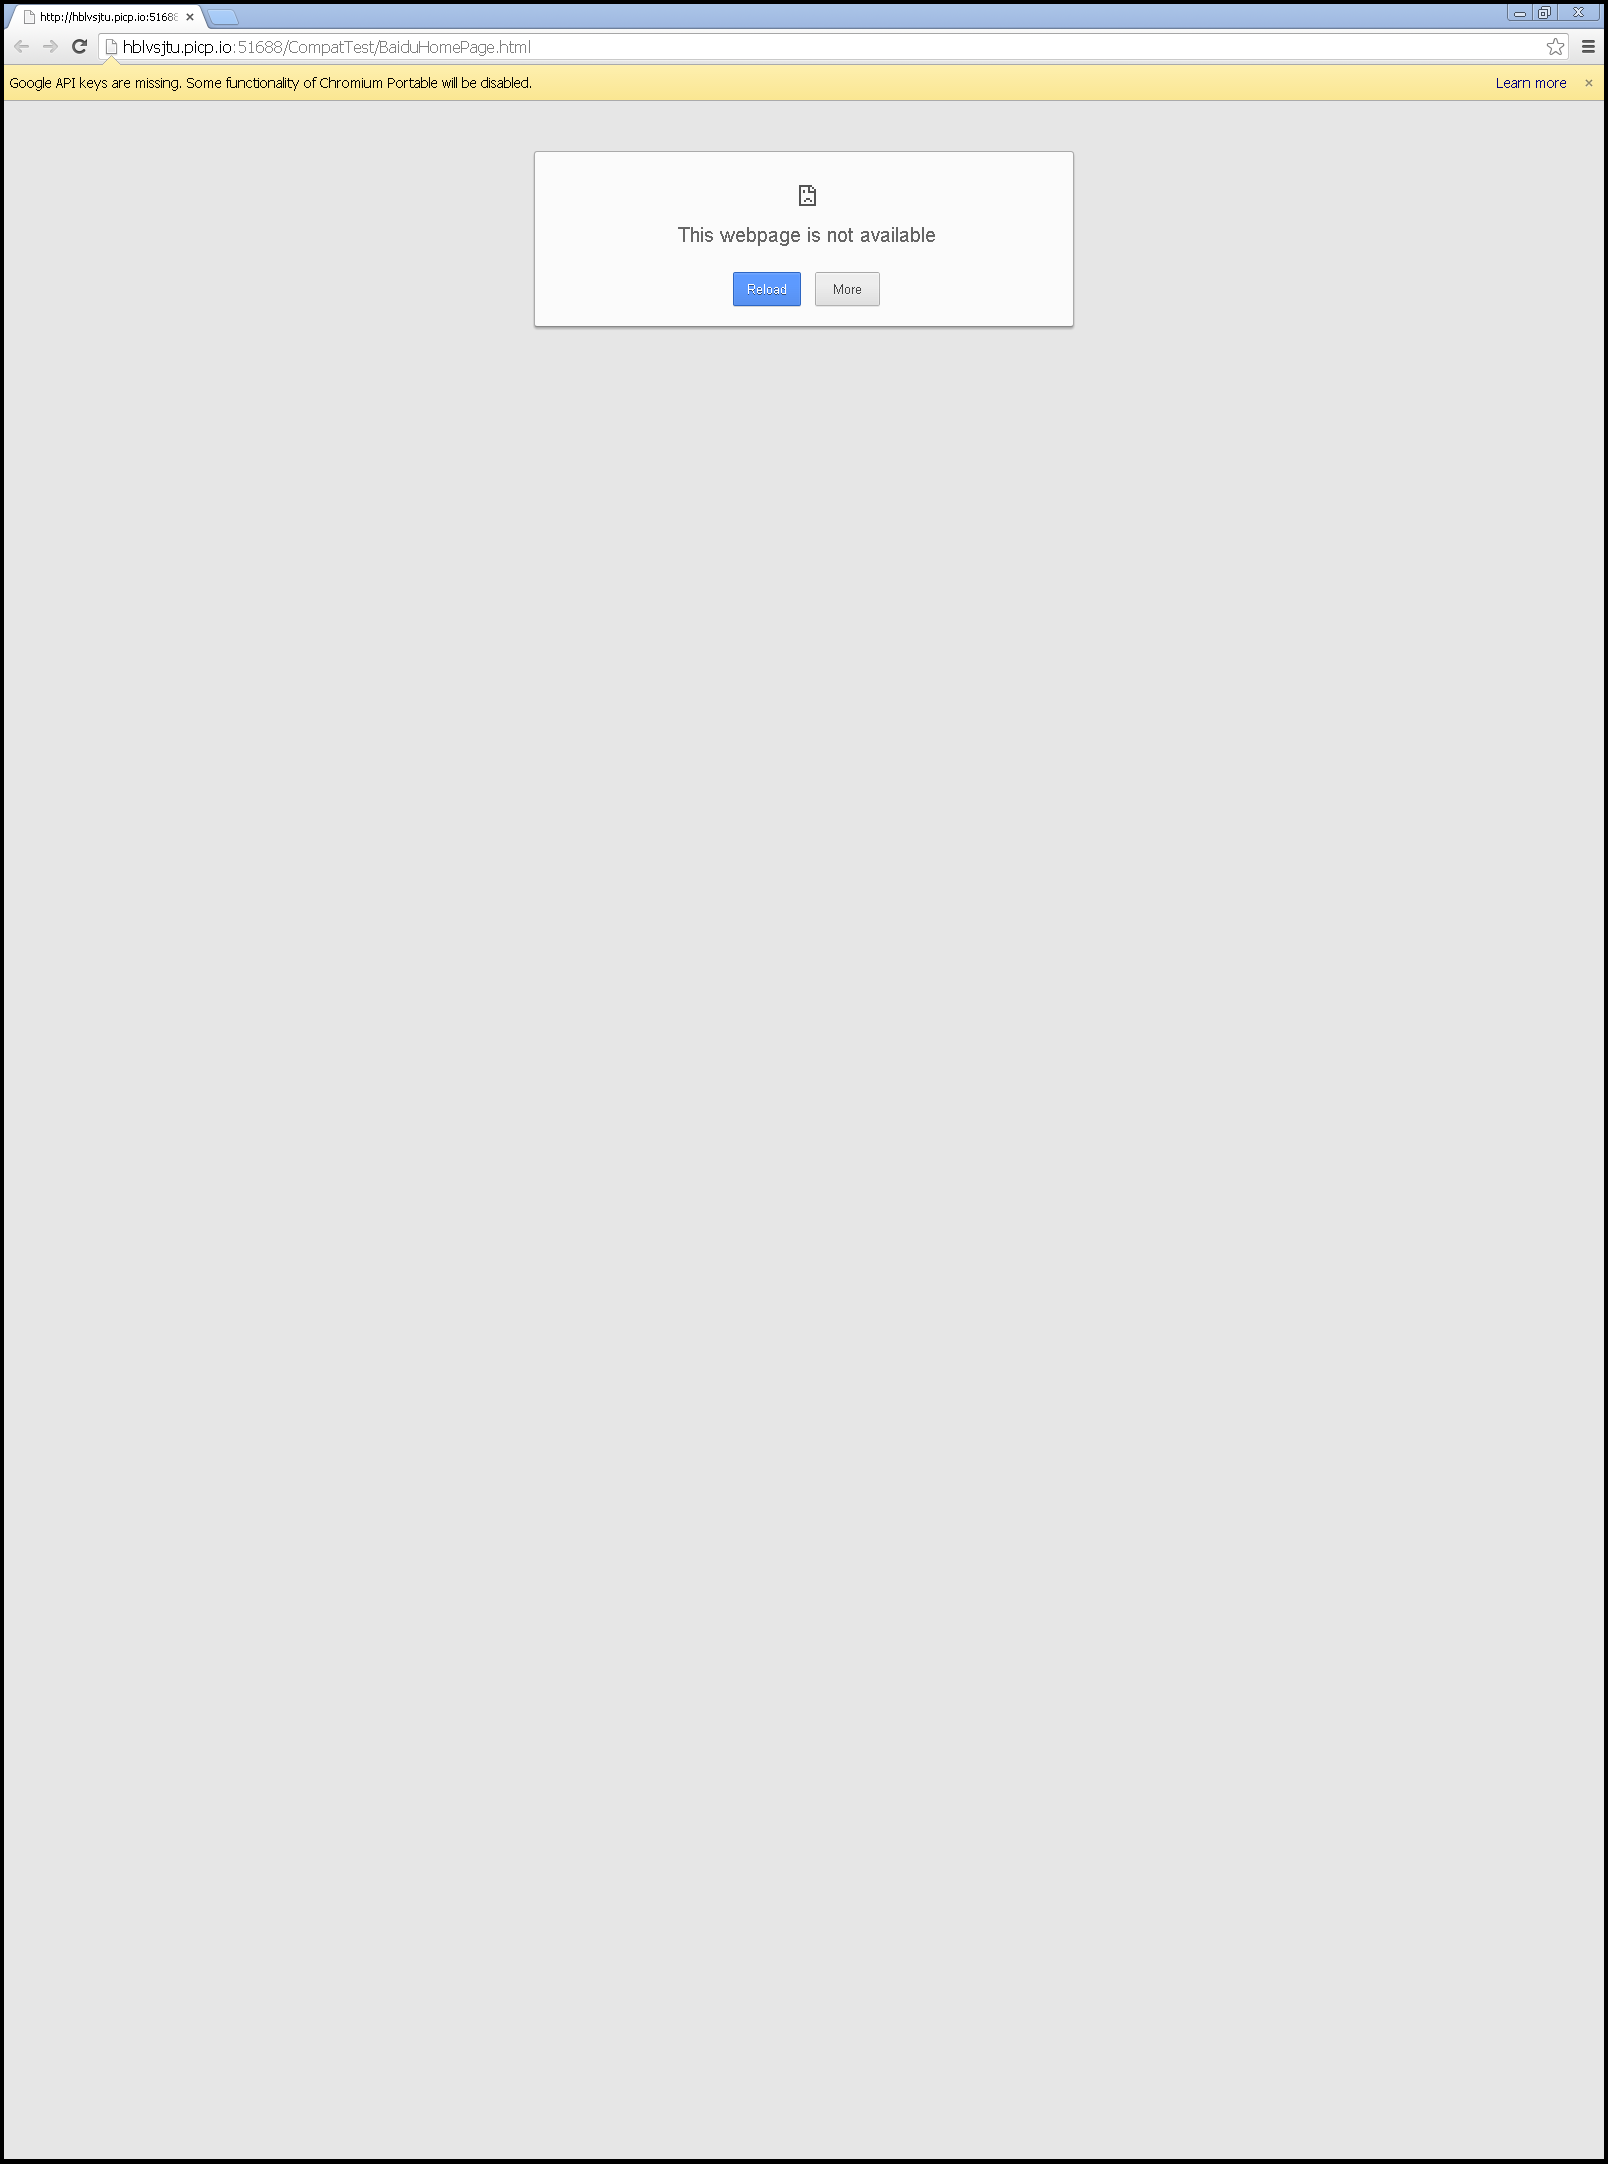 http://hblvsjtu.picp.io:51688
hblvsjtu.picp.io:51688/CompatTest/BaiduHomePage.html
Google API keys are missing. Some functionality of Chromium Portable will be disabled. Learn more
This webpage is not available
Reload More